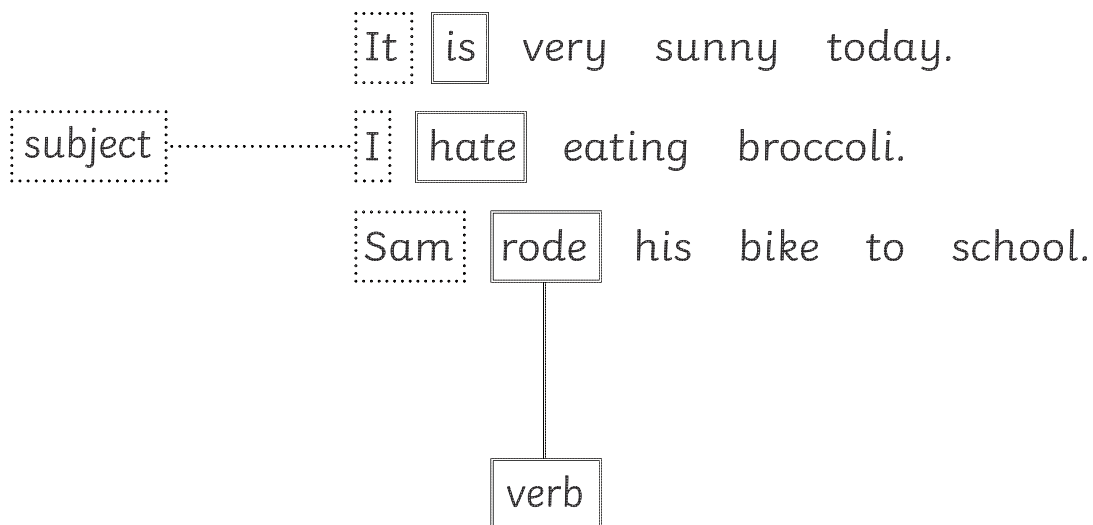 It is very sunny today.
subject
I hate eating broccoli.
Sam rode his bike to school.
verb